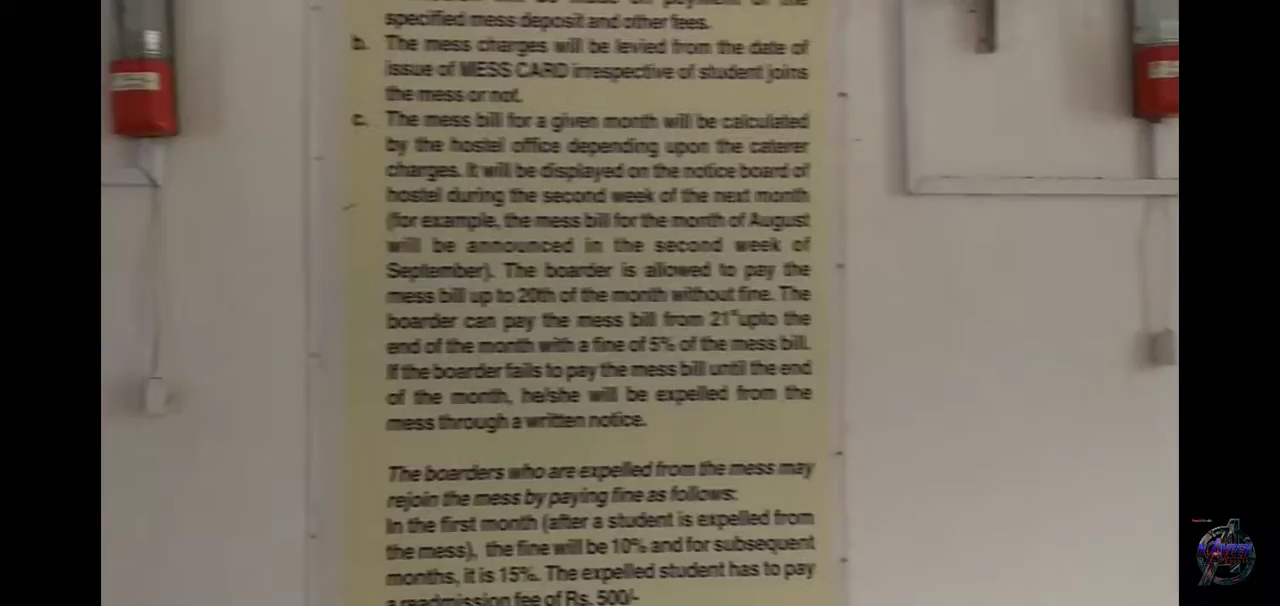 specified mess deposit and other fees.
b. The mess charges will be levied from the date of
issue of MESS CARD irrespective of student joins
the mess or not.
c. The mess bill for a given month will be calculated
by the hostel office depending upon the caterer
charges. It will be displayed on the notice board of
hostel during the second week of the next month
(for example, the mess bill for the month of August
will be announced in the second week of
September). The boarder is allowed to pay the
mess bill up to 20th of the month without fine. The
boarder can pay the mess bill from 21st upto the
end of the month with a fine of 5% of the mess bill.
If the boarder fails to pay the mess bill until the end
of the month, he/she will be expelled from the
mess through a written notice.
The boarders who are expelled from the mess may
rejoin the mess by paying fine as follows:
In the first month (after a student is expelled from
the mess), the fine will be 10% and for subsequent
months, it is 15%. The expelled student has to pay
a readmission fee of Rs. 500/-